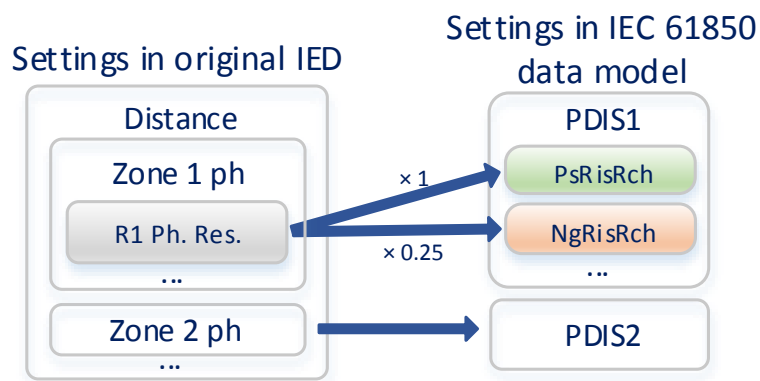 Settings in original IED
Distance
Zone 1 ph
R1 Ph. Res.
...
Zone 2 ph
...
× 1
× 0.25
Settings in IEC 61850
data model
PDIS1
PsRisRch
NgRisRch
...
PDIS2